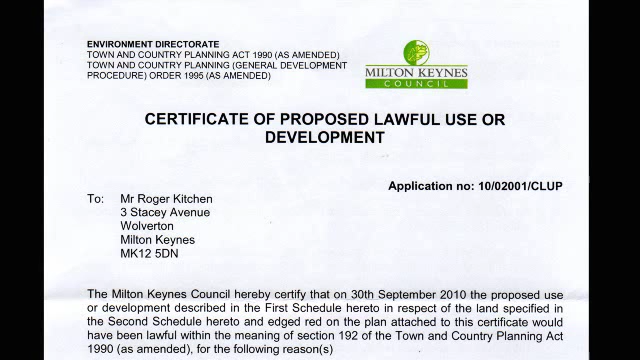 ENVIRONMENT DIRECTORATE
TOWN AND COUNTRY PLANNING ACT 1990 (AS AMENDED)
TOWN AND COUNTRY PLANNING (GENERAL DEVELOPMENT
PROCEDURE) ORDER 1995 (AS AMENDED)
MILTON KEYNES
COUNCIL
CERTIFICATE OF PROPOSED LAWFUL USE OR
DEVELOPMENT
Application no: 10/02001/CLUP
To: Mr Roger Kitchen
3 Stacey Avenue
Wolverton
Milton Keynes
MK12 5DN
The Milton Keynes Council hereby certify that on 30th September 2010 the proposed use
or development described in the First Schedule hereto in respect of the land specified in
the Second Schedule hereto and edged red on the plan attached to this certificate would
have been lawful within the meaning of section 192 of the Town and Country Planning Act
1990 (as amended), for the following reason(s)